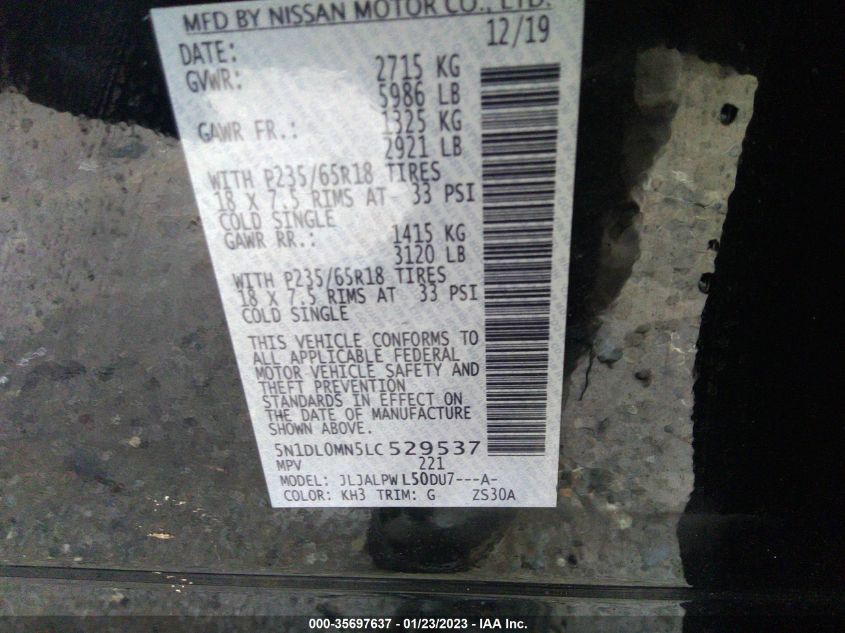 MFD BY NISSAN MOTOR CO., LTD.
DATE: 12/19
GVWR: 2715 KG
5986 LB
GAWR FR.: 1325 KG
2921 LB
WITH P235/65R18 TIRES
18 X 7.5 RIMS AT 33 PSI
COLD SINGLE
GAWR RR.: 1415 KG
3120 LB
WITH P235/65R18 TIRES
18 X 7.5 RIMS AT 33 PSI
COLD SINGLE
THIS VEHICLE CONFORMS TO
ALL APPLICABLE FEDERAL
MOTOR VEHICLE SAFETY AND
THEFT PREVENTION
STANDARDS IN EFFECT ON
THE DATE OF MANUFACTURE
SHOWN ABOVE.
5N1DL0MN5LC529537
MPV 221
MODEL: JLJALPWL50DU7---A-
COLOR: KH3 TRIM: G ZS30A
000-35697637 - 01/23/2023 - IAA Inc.